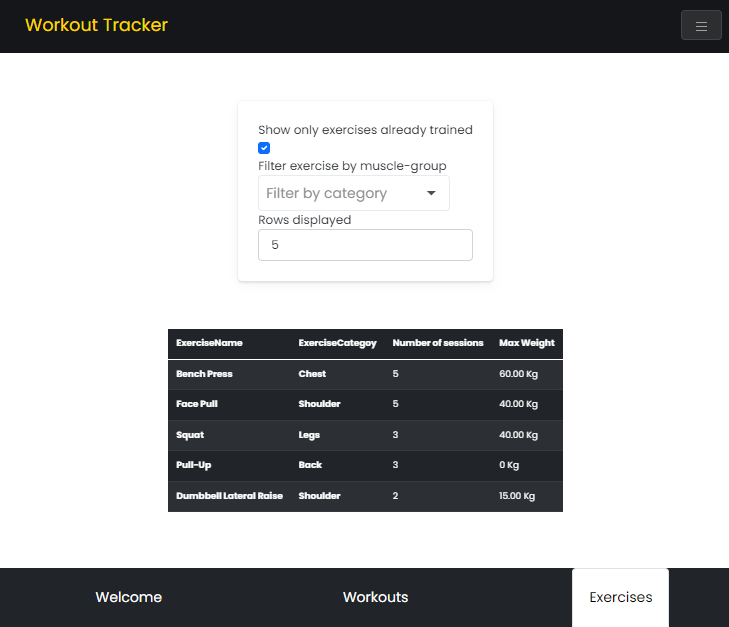 Workout Tracker
Show only exercises already trained
Filter exercise by muscle-group
Filter by category
Rows displayed
5
ExerciseName ExerciseCategoy Number of sessions Max Weight
Bench Press Chest 5 60.00 Kg
Face Pull Shoulder 5 40.00 Kg
Squat Legs 3 40.00 Kg
Pull-Up Back 3 0 Kg
Dumbbell Lateral Raise Shoulder 2 15.00 Kg
Welcome Workouts Exercises